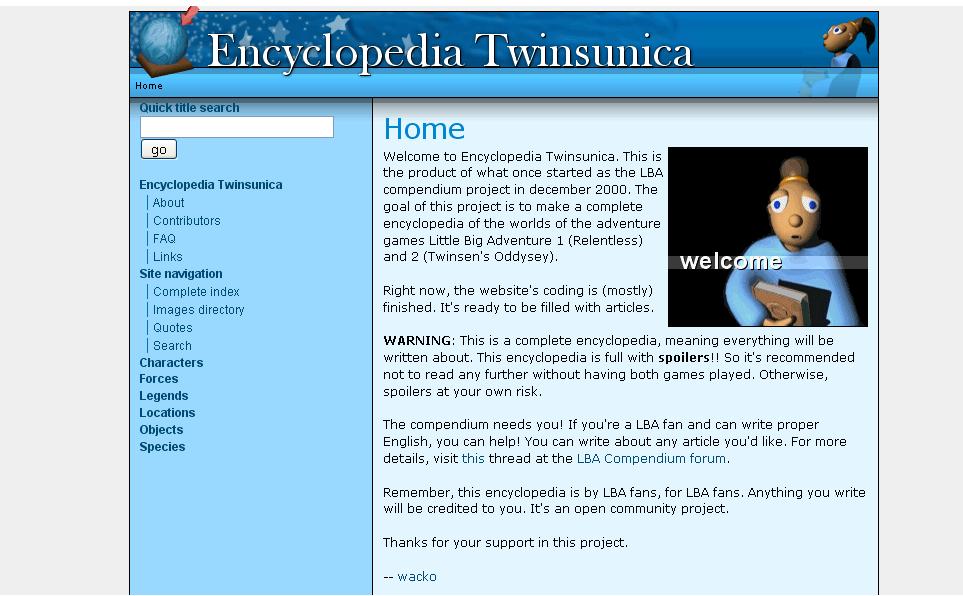 Encyclopedia Twinsunica
Home
Quick title search
go
Encyclopedia Twinsunica
About
Contributors
FAQ
Links
Site navigation
Complete index
Images directory
Quotes
Search
Characters
Forces
Legends
Locations
Objects
Species
Home
Welcome to Encyclopedia Twinsunica. This is
the product of what once started as the LBA
compendium project in december 2000. The
goal of this project is to make a complete
encyclopedia of the worlds of the adventure
games Little Big Adventure 1 (Relentless)
and 2 (Twinsen's Oddysey).
welcome
Right now, the website's coding is (mostly)
finished. It's ready to be filled with articles.
WARNING: This is a complete encyclopedia, meaning everything will be
written about. This encyclopedia is full with spoilers!! So it's recommended
not to read any further without having both games played. Otherwise,
spoilers at your own risk.
The compendium needs you! If you're a LBA fan and can write proper
English, you can help! You can write about any article you'd like. For more
details, visit this thread at the LBA Compendium forum.
Remember, this encyclopedia is by LBA fans, for LBA fans. Anything you write
will be credited to you. It's an open community project.
Thanks for your support in this project.
-- wacko